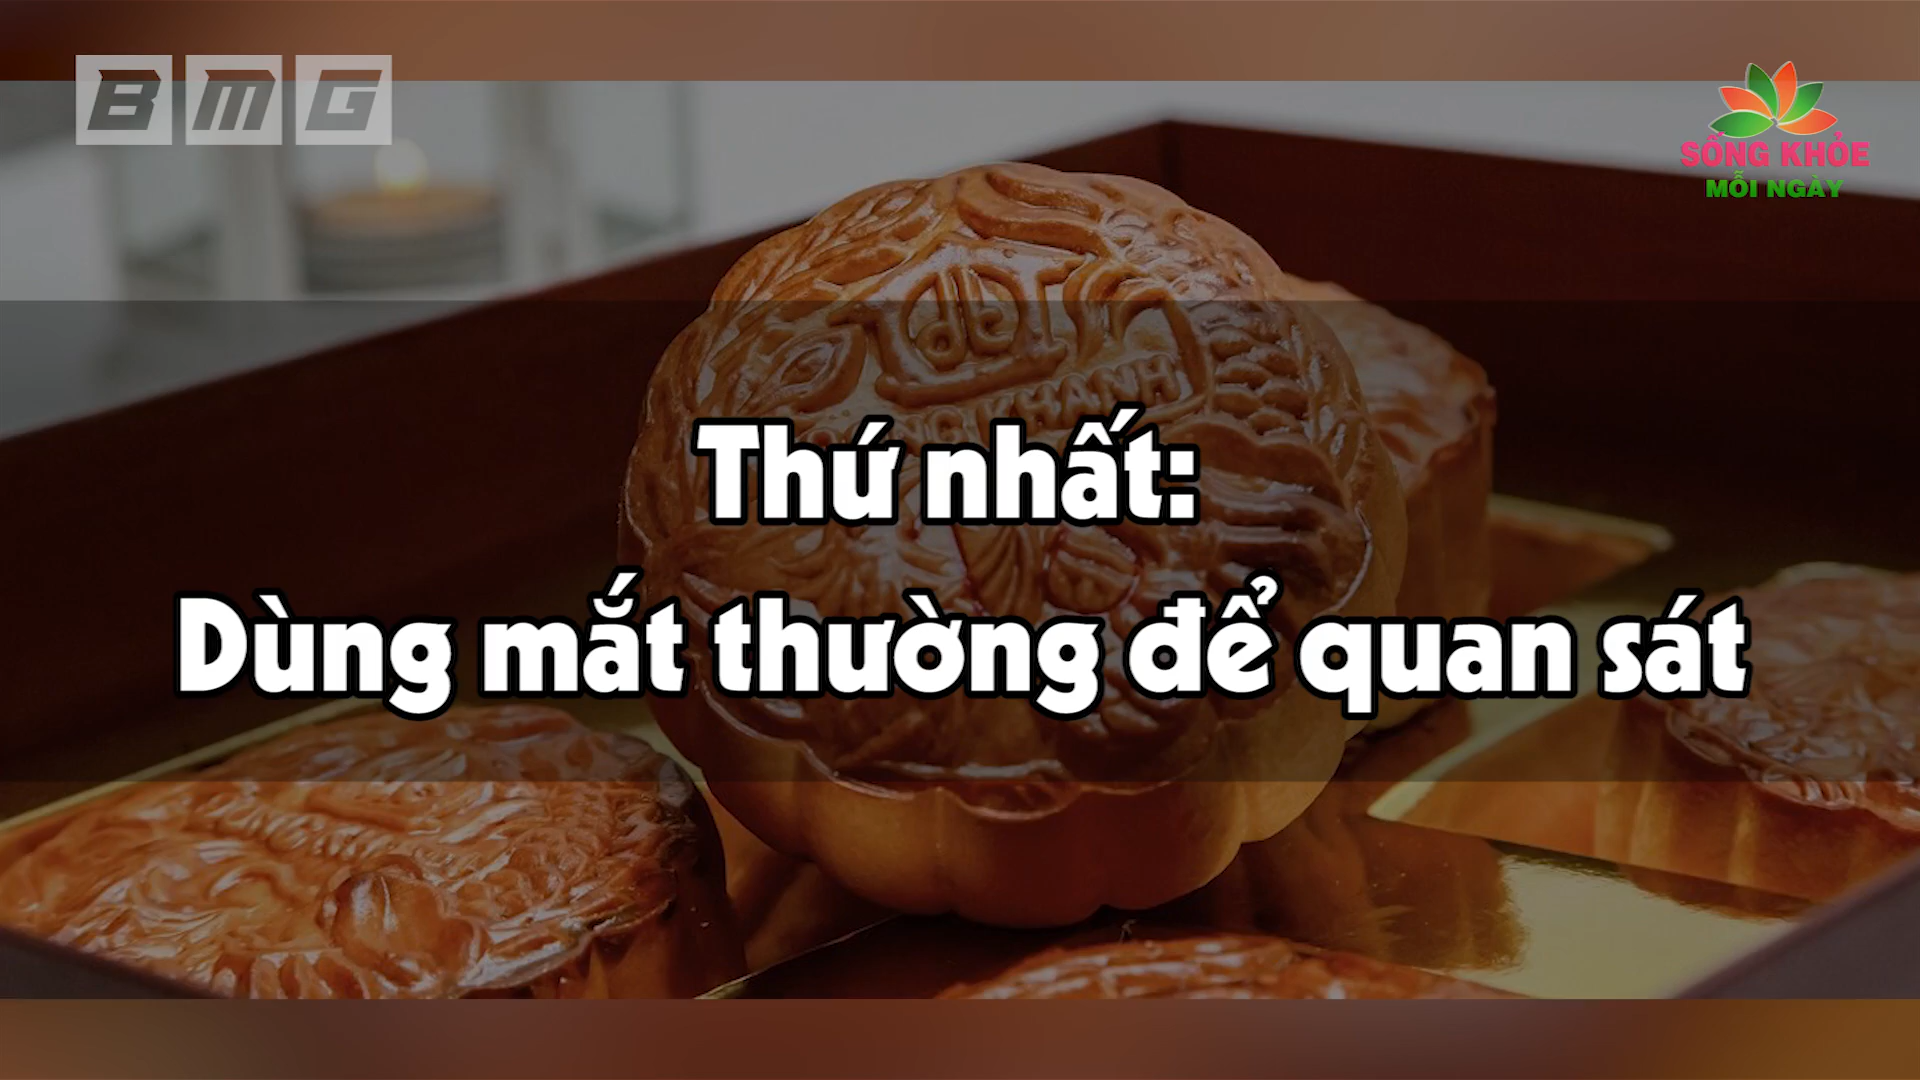 BMG
SỐNG KHỎE
MỖI NGÀY
Thứ nhất:
Dùng mắt thường để quan sát